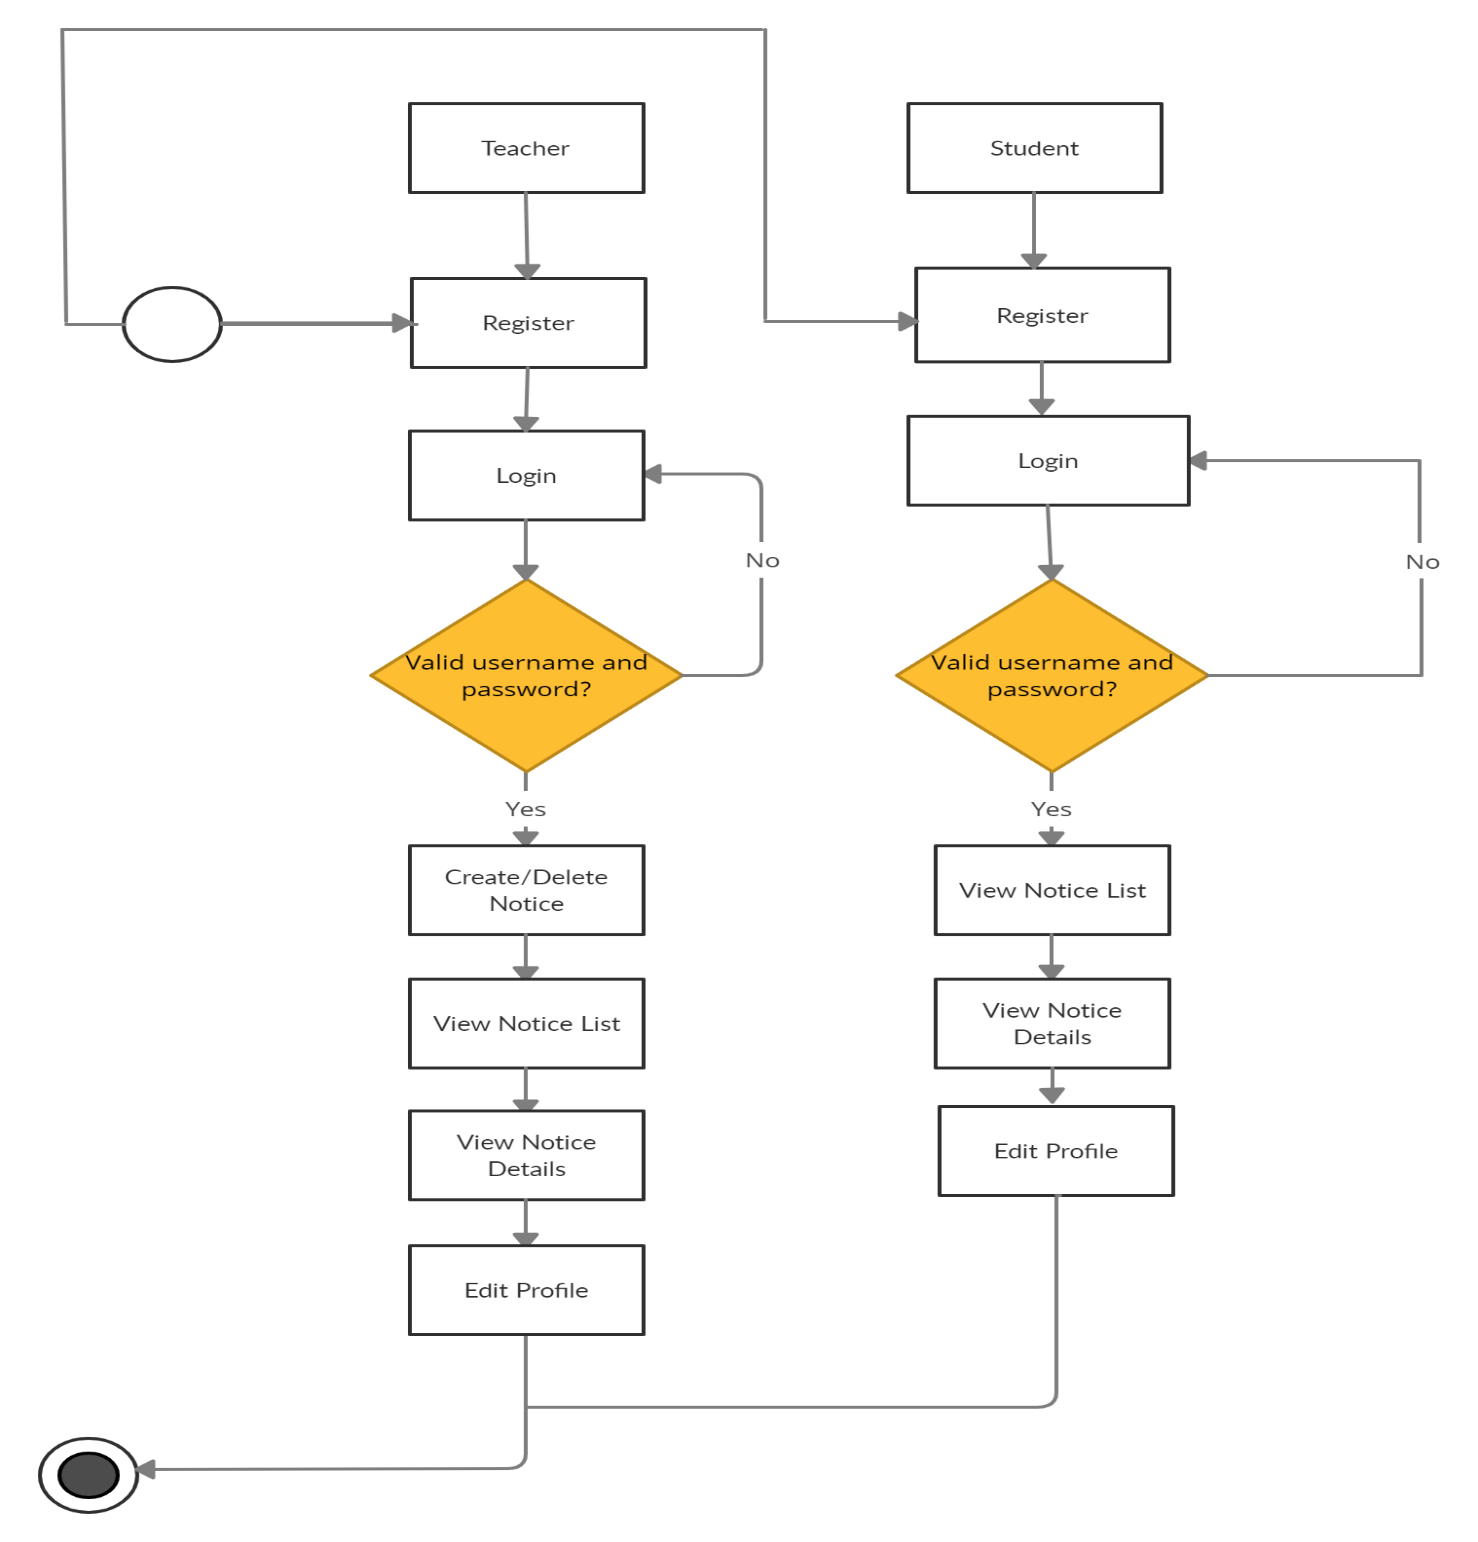 Teacher
Register
Login
No
Valid username and
password?
Yes
Create/Delete
Notice
View Notice List
View Notice
Details
Edit Profile
Student
Register
Login
No
Valid username and
password?
Yes
View Notice List
View Notice
Details
Edit Profile